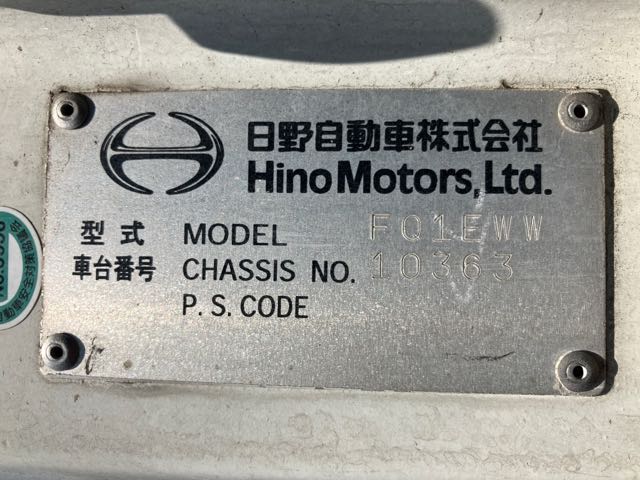 日野自動車株式会社
Hino Motors, Ltd.
型式 MODEL FQ1EWW
車台番号 CHASSIS NO. 10363
P.S. CODE